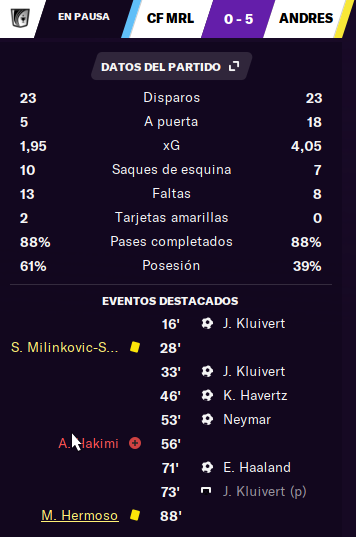 EN PAUSA CF MRL 0 - 5 ANDRES
DATOS DEL PARTIDO
23 Disparos 23
5 A puerta 18
1,95 xG 4,05
10 Saques de esquina 7
13 Faltas 8
2 Tarjetas amarillas 0
88% Pases completados 88%
61% Posesión 39%
EVENTOS DESTACADOS
16' J. Kluivert
S. Milinkovic-S... 28'
33' J. Kluivert
46' K. Havertz
53' Neymar
A. Hakimi 56'
71' E. Haaland
73' J. Kluivert (p)
M. Hermoso 88'